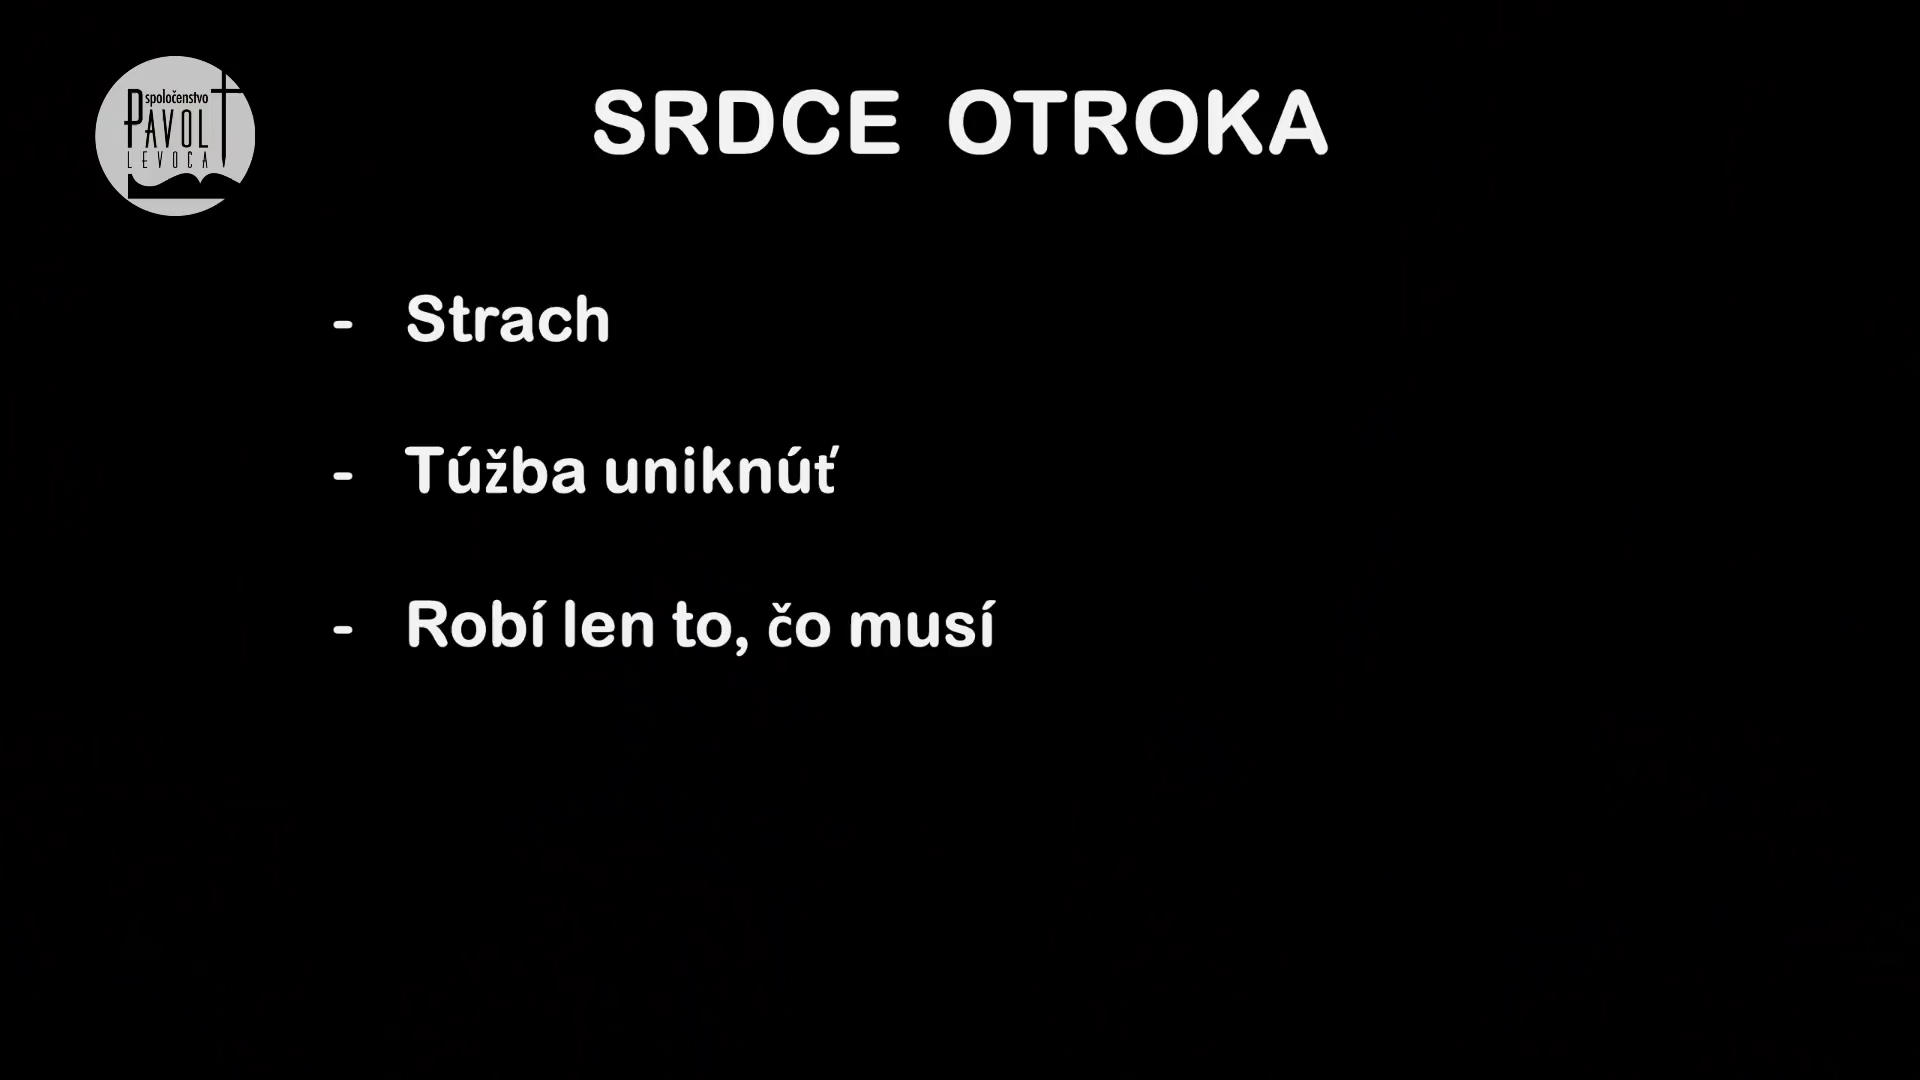 spoločenstvo
PAVOL
LEVOČA
SRDCE OTROKA
- Strach
- Túžba uniknúť
- Robí len to, čo musí